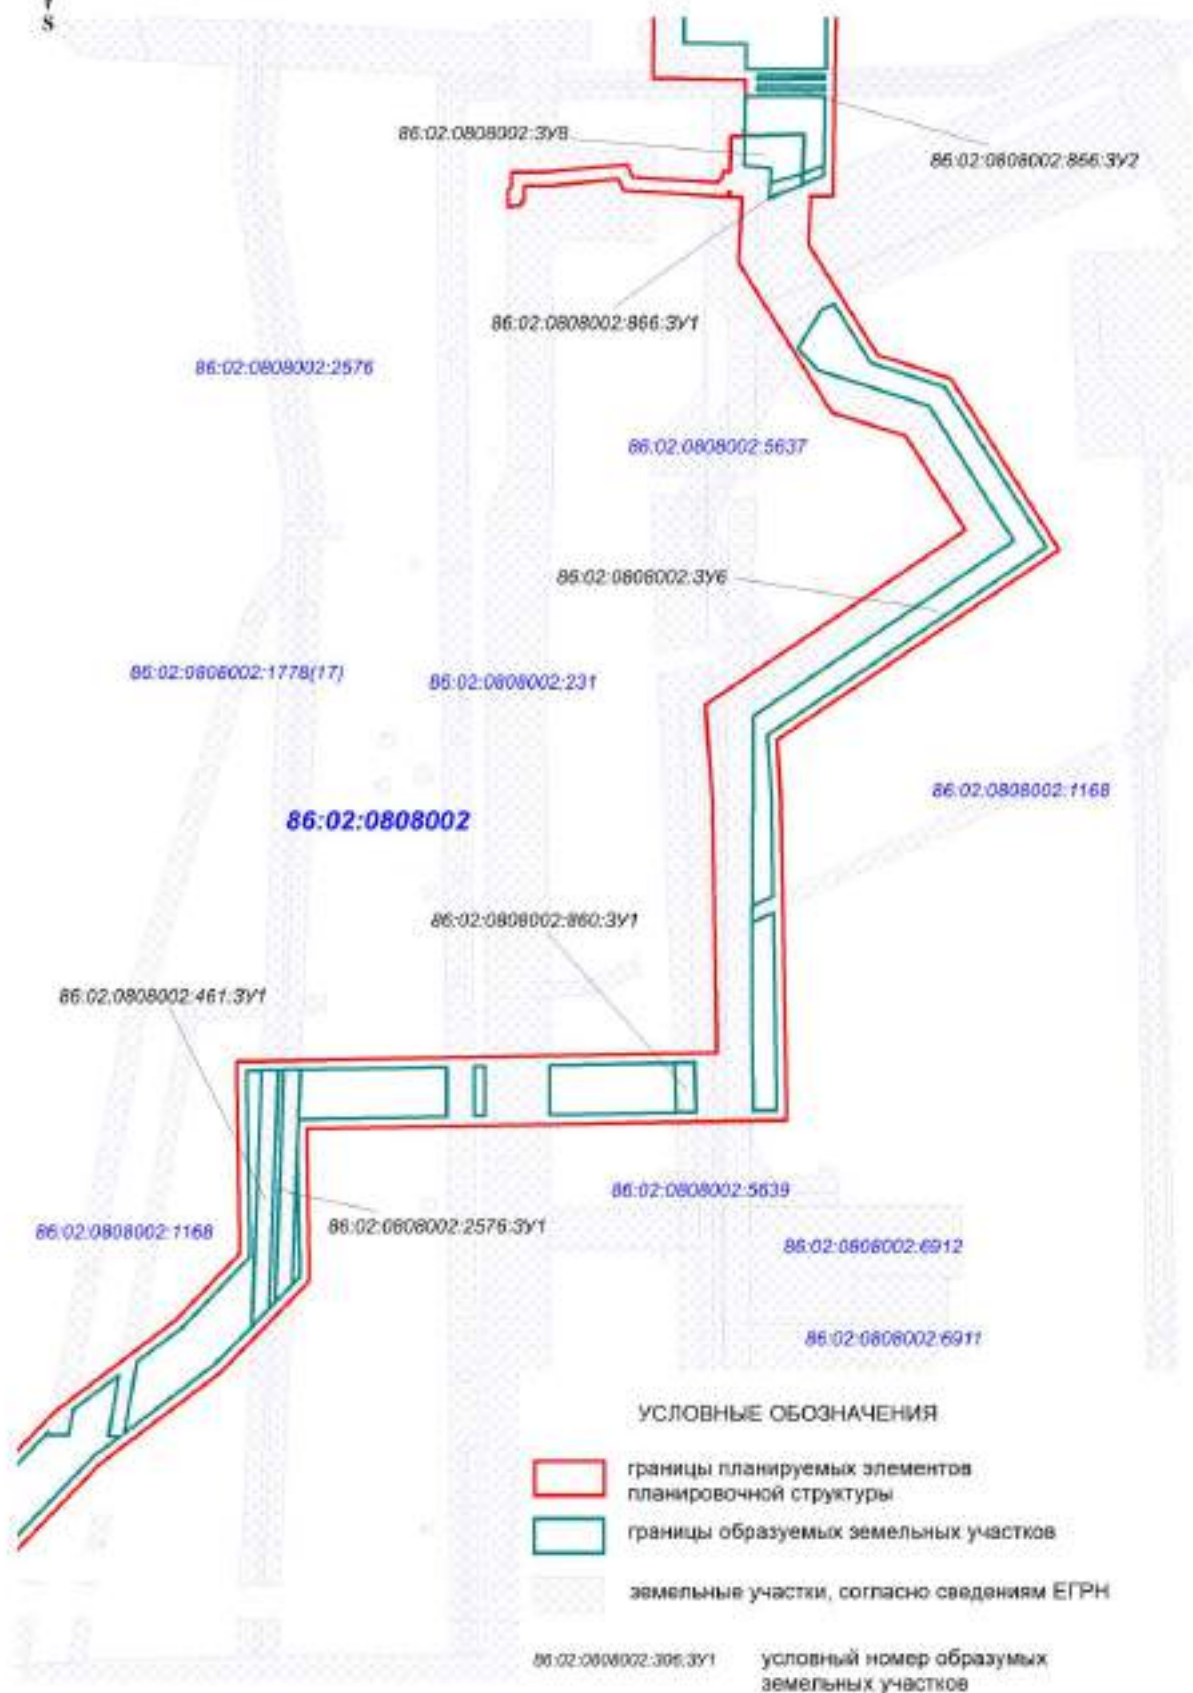 S
86:02:0808002:ЗУ8
86:02:0808002:866:ЗУ2
86:02:0808002:866:ЗУ1
86:02:0808002:2576
86:02:0808002:5637
86:02:0808002:ЗУ6
86:02:0808002:1778(17)
86:02:0808002:231
86:02:0808002:1168
86:02:0808002
86:02:0808002:860:ЗУ1
86:02:0808002:461:ЗУ1
86:02:0808002:5639
86:02:0808002:1168
86:02:0808002:2576:ЗУ1
86:02:0808002:6912
86:02:0808002:6911
УСЛОВНЫЕ ОБОЗНАЧЕНИЯ
границы планируемых элементов
планировочной структуры
границы образуемых земельных участков
земельные участки, согласно сведениям ЕГРН
86:02:0808002:306:ЗУ1
условный номер образумых
земельных участков